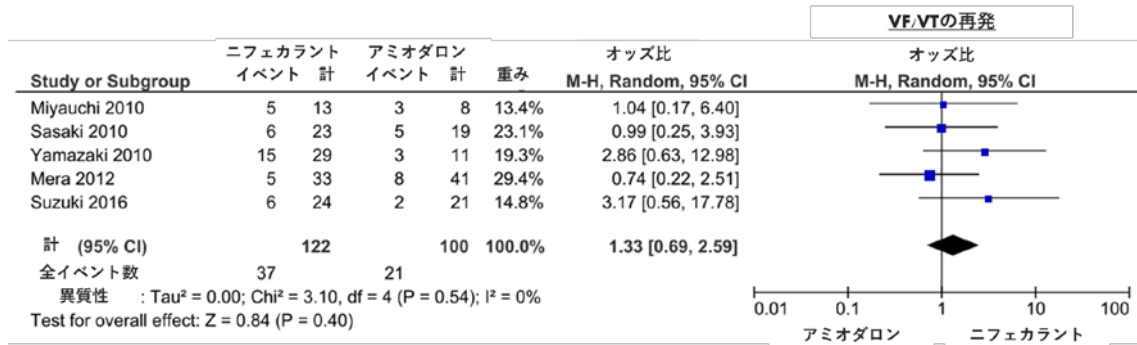 VF/VTの再発
ニフェカラント アミオダロン オッズ比 オッズ比
Study or Subgroup イベント 計 イベント 計 重み M-H, Random, 95% CI M-H, Random, 95% CI
Miyauchi 2010 5 13 3 8 13.4% 1.04 [0.17, 6.40]
Sasaki 2010 6 23 5 19 23.1% 0.99 [0.25, 3.93]
Yamazaki 2010 15 29 3 11 19.3% 2.86 [0.63, 12.98]
Mera 2012 5 33 8 41 29.4% 0.74 [0.22, 2.51]
Suzuki 2016 6 24 2 21 14.8% 3.17 [0.56, 17.78]
計 (95% CI) 122 100 100.0% 1.33 [0.69, 2.59]
全イベント数 37 21
異質性 : Tau² = 0.00; Chi² = 3.10, df = 4 (P = 0.54); I² = 0%
Test for overall effect: Z = 0.84 (P = 0.40)
0.01 0.1 1 10 100
アミオダロン ニフェカラント